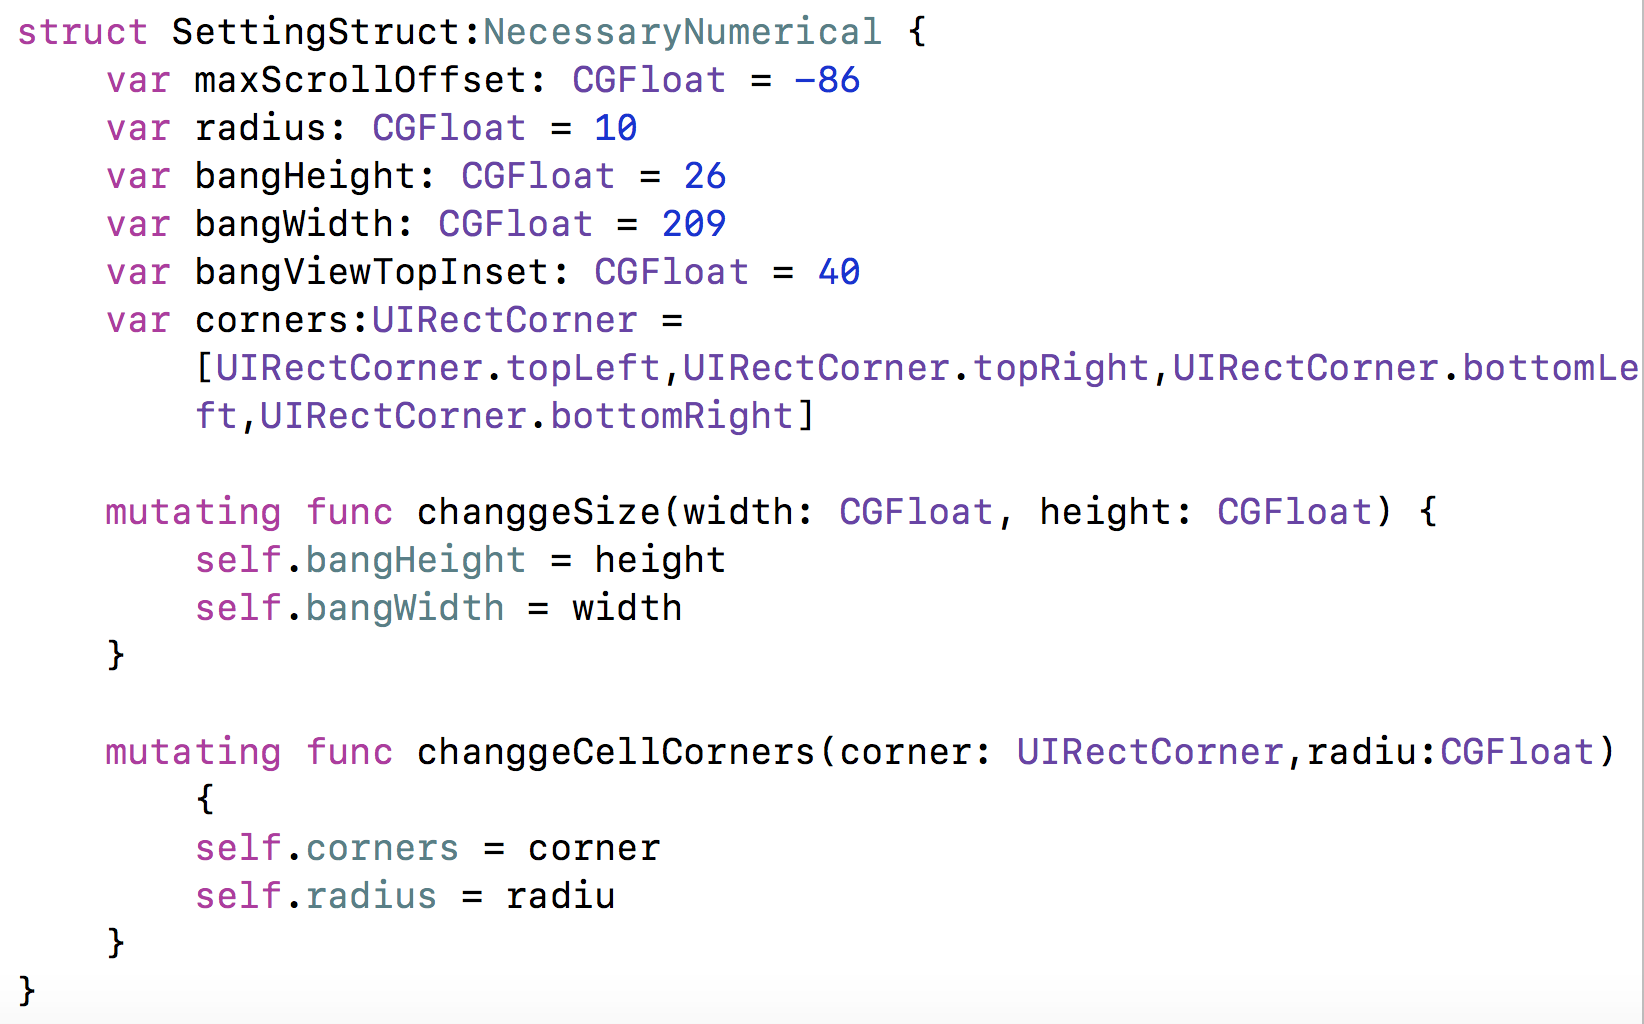 struct SettingStruct:NecessaryNumerical {
    var maxScrollOffset: CGFloat = -86
    var radius: CGFloat = 10
    var bangHeight: CGFloat = 26
    var bangWidth: CGFloat = 209
    var bangViewTopInset: CGFloat = 40
    var corners:UIRectCorner =
        [UIRectCorner.topLeft,UIRectCorner.topRight,UIRectCorner.bottomLe
        ft,UIRectCorner.bottomRight]

    mutating func changgeSize(width: CGFloat, height: CGFloat) {
        self.bangHeight = height
        self.bangWidth = width
    }

    mutating func changgeCellCorners(corner: UIRectCorner,radiu:CGFloat)
        {
        self.corners = corner
        self.radius = radiu
    }
}